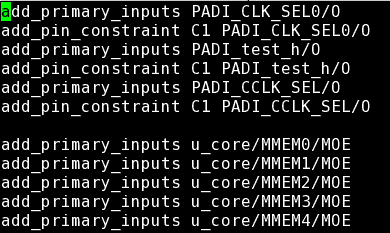 add_primary_inputs PADI_CLK_SEL0/O
add_pin_constraint C1 PADI_CLK_SEL0/O
add_primary_inputs PADI_test_h/O
add_pin_constraint C1 PADI_test_h/O
add_primary_inputs PADI_CCLK_SEL/O
add_pin_constraint C1 PADI_CCLK_SEL/O

add_primary_inputs u_core/MMEM0/MOE
add_primary_inputs u_core/MMEM1/MOE
add_primary_inputs u_core/MMEM2/MOE
add_primary_inputs u_core/MMEM3/MOE
add_primary_inputs u_core/MMEM4/MOE